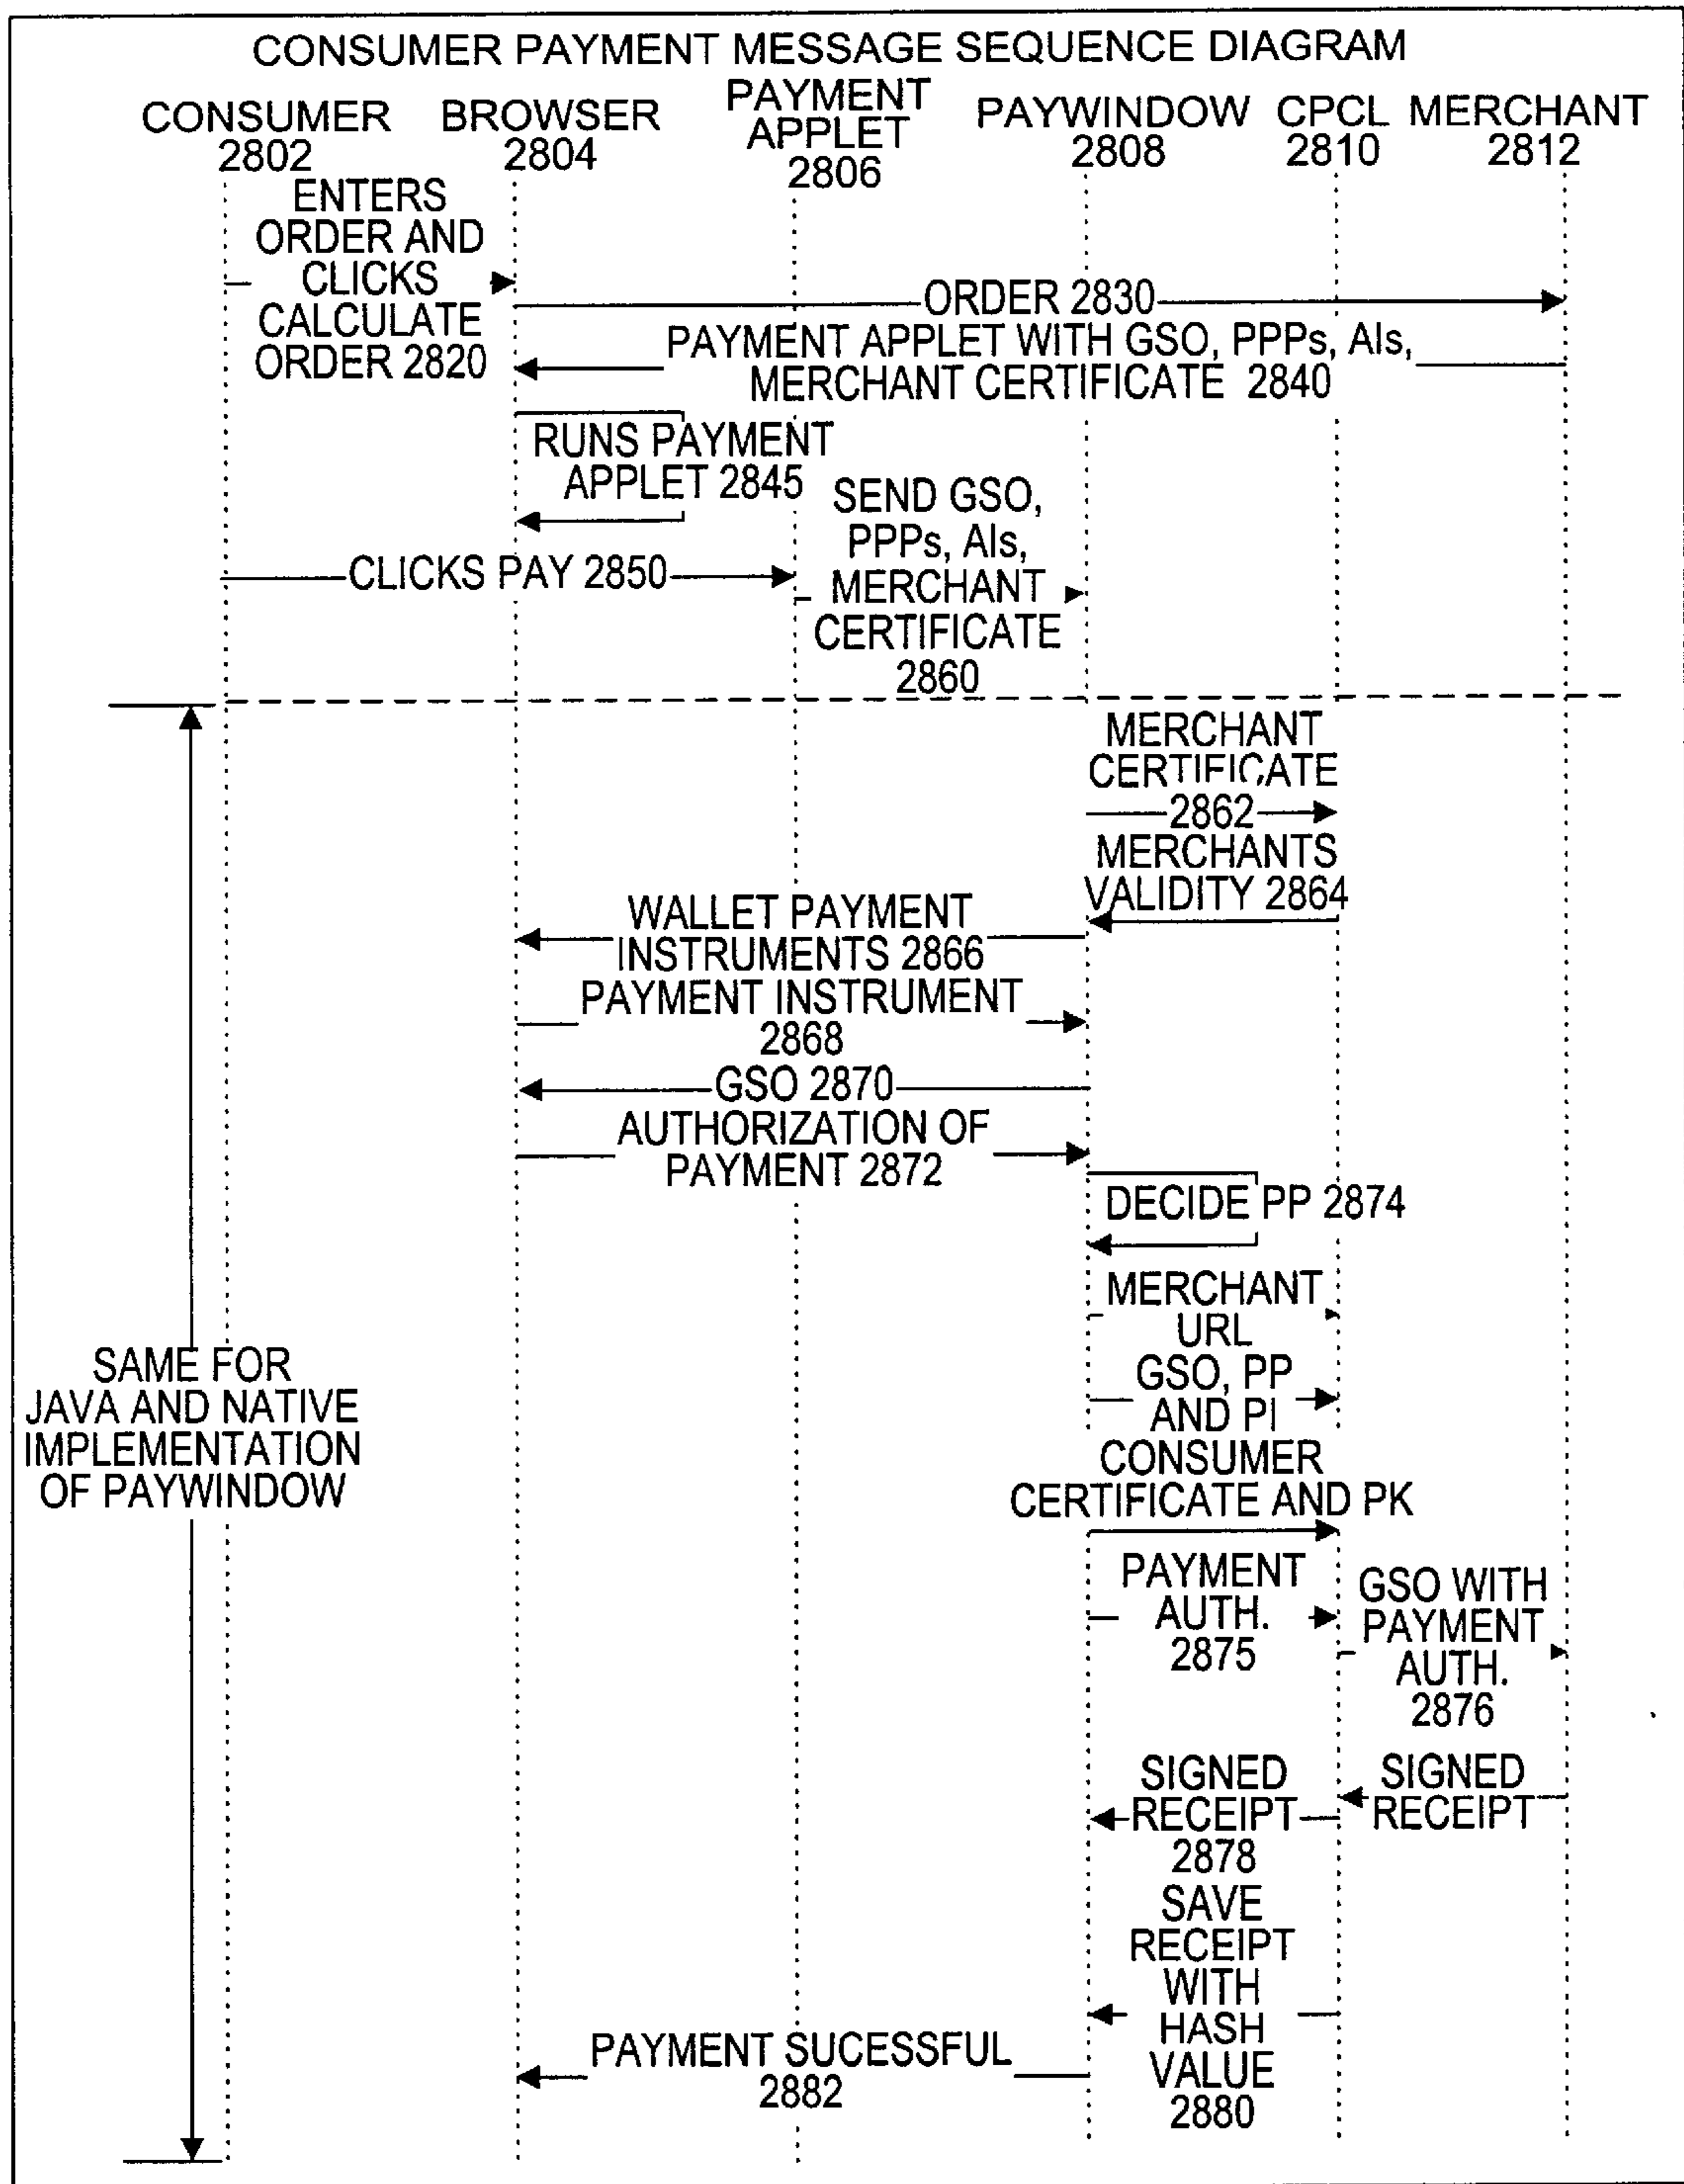 CONSUMER PAYMENT MESSAGE SEQUENCE DIAGRAM
CONSUMER
2802
BROWSER
2804
PAYMENT
APPLET
2806
PAYWINDOW
2808
CPCL
2810
MERCHANT
2812
ENTERS
ORDER AND
CLICKS
CALCULATE
ORDER 2820
ORDER 2830
PAYMENT APPLET WITH GSO, PPPs, AIs,
MERCHANT CERTIFICATE 2840
RUNS PAYMENT
APPLET 2845
CLICKS PAY 2850
SEND GSO,
PPPs, AIs,
MERCHANT
CERTIFICATE
2860
MERCHANT
CERTIFICATE
2862
MERCHANTS
VALIDITY 2864
WALLET PAYMENT
INSTRUMENTS 2866
PAYMENT INSTRUMENT
2868
GSO 2870
AUTHORIZATION OF
PAYMENT 2872
DECIDE PP 2874
MERCHANT
URL
GSO, PP
AND PI
SAME FOR
JAVA AND NATIVE
IMPLEMENTATION
OF PAYWINDOW
CONSUMER
CERTIFICATE AND PK
PAYMENT
AUTH.
2875
GSO WITH
PAYMENT
AUTH.
2876
SIGNED
RECEIPT
2878
SIGNED
RECEIPT
SAVE
RECEIPT
WITH
HASH
VALUE
2880
PAYMENT SUCESSFUL
2882